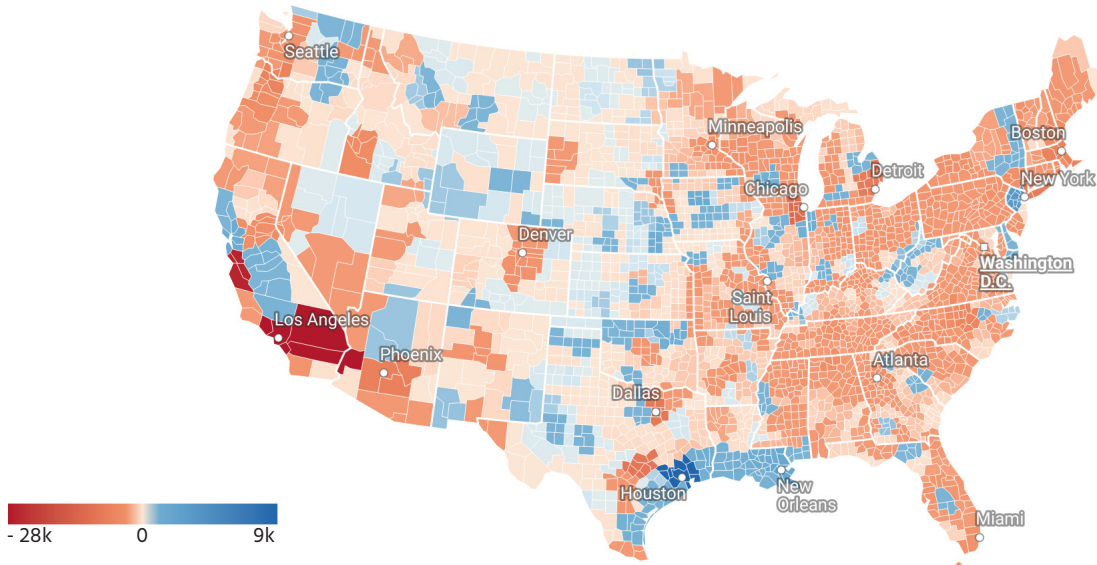 Seattle
Minneapolis
Boston
Detroit
Chicago
New York
Denver
Washington
D.C.
Saint
Louis
Los Angeles
Phoenix
Atlanta
Dallas
Houston
New
Orleans
Miami
- 28k 0 9k